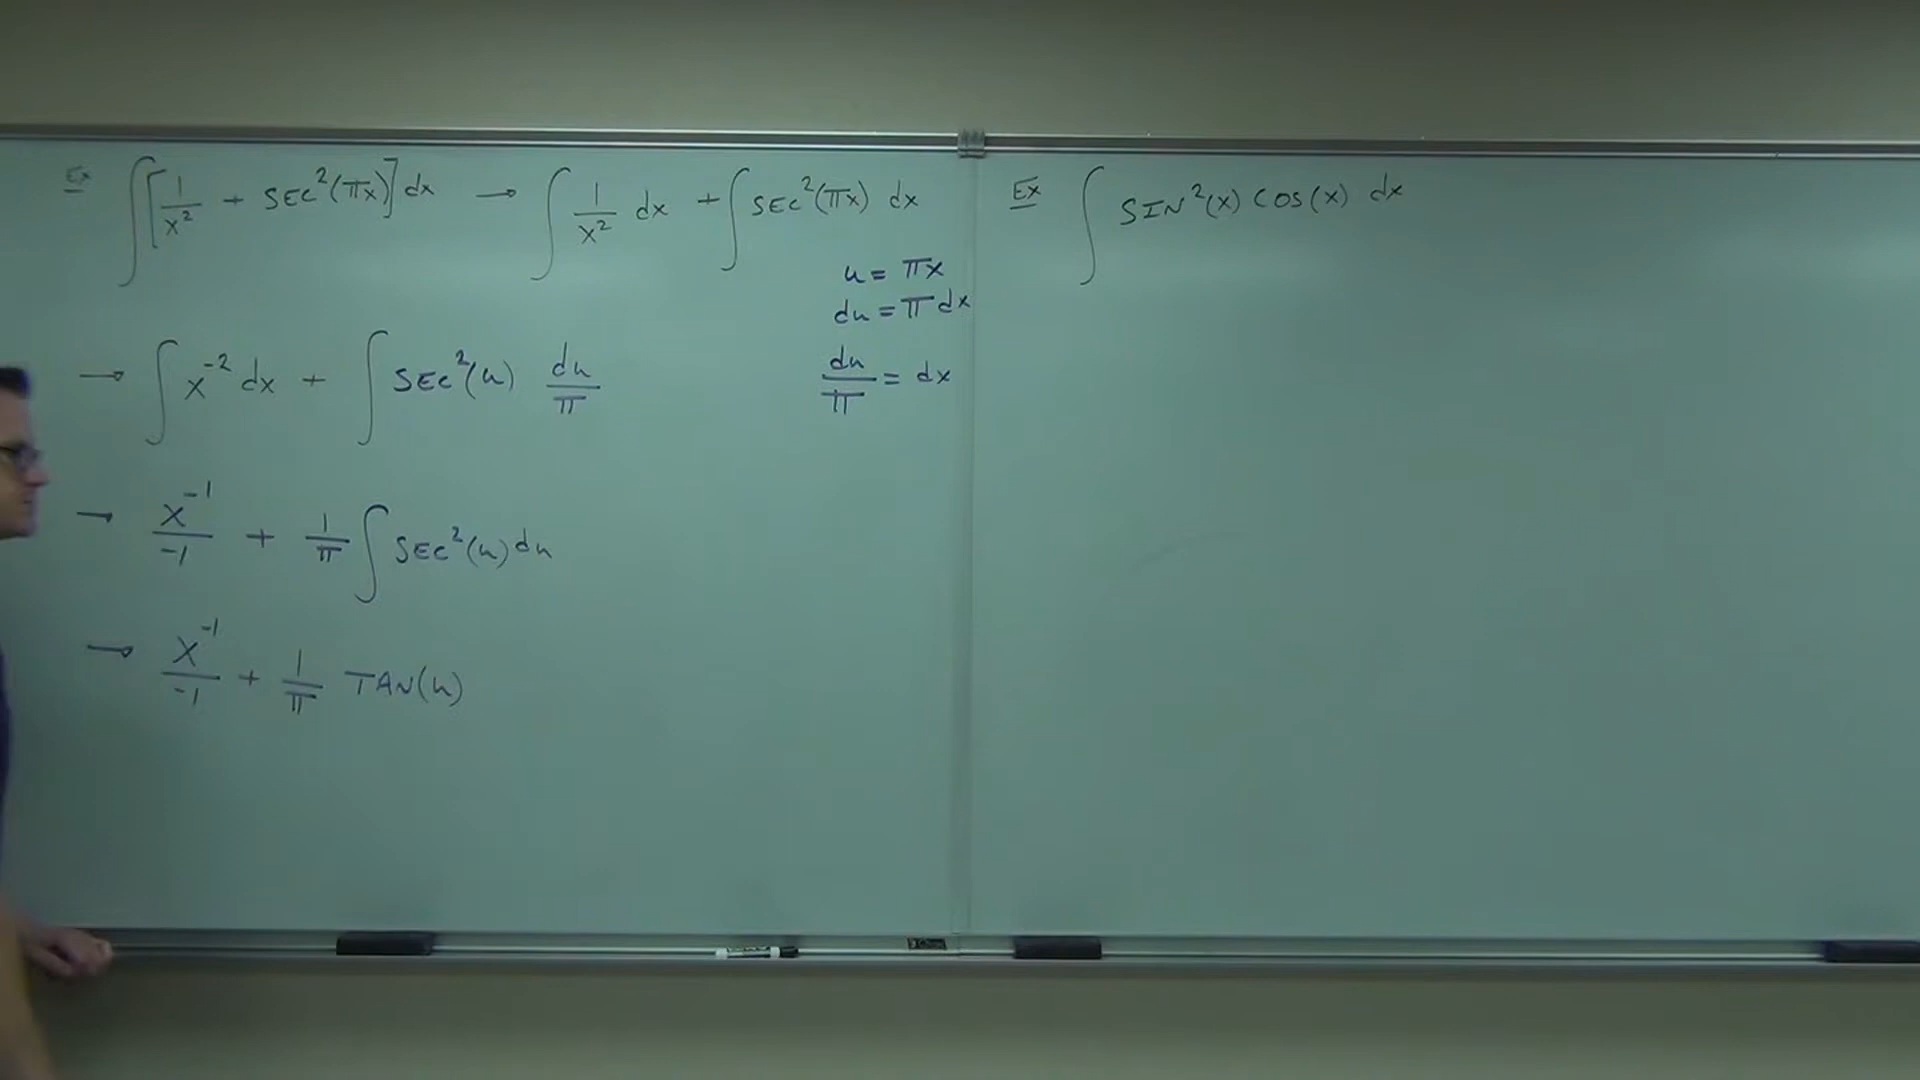 Ex ∫[1/x² + SEC²(πx)] dx → ∫ 1/x² dx + ∫ SEC²(πx) dx
u = πx
du = π dx
→ ∫ x⁻² dx + ∫ SEC²(u) du/π
du/π = dx
→ x⁻¹/-1 + 1/π ∫ SEC²(u) du
→ x⁻¹/-1 + 1/π TAN(u)
Ex ∫ SIN²(x) COS(x) dx